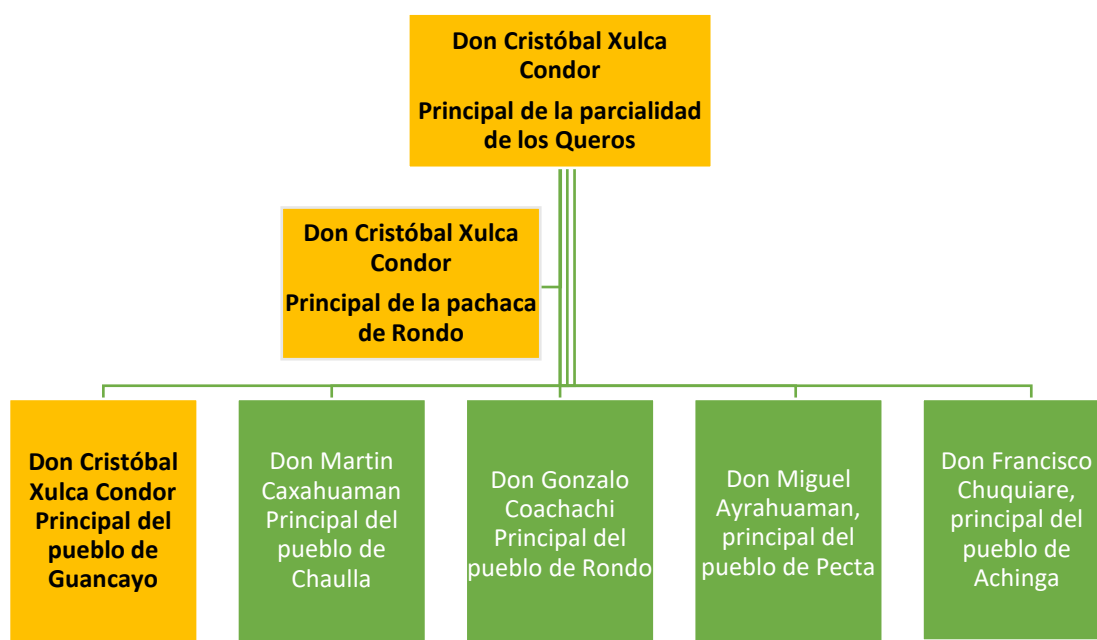 Don Cristóbal Xulca
Condor
Principal de la parcialidad
de los Queros
Don Cristóbal Xulca
Condor
Principal de la pachaca
de Rondo
Don Cristóbal
Xulca Condor
Principal del
pueblo de
Guancayo
Don Martin
Caxahuaman
Principal del
pueblo de
Chaulla
Don Gonzalo
Coachachi
Principal del
pueblo de Rondo
Don Miguel
Ayrahuaman,
principal del
pueblo de Pecta
Don Francisco
Chuquiare,
principal del
pueblo de
Achinga